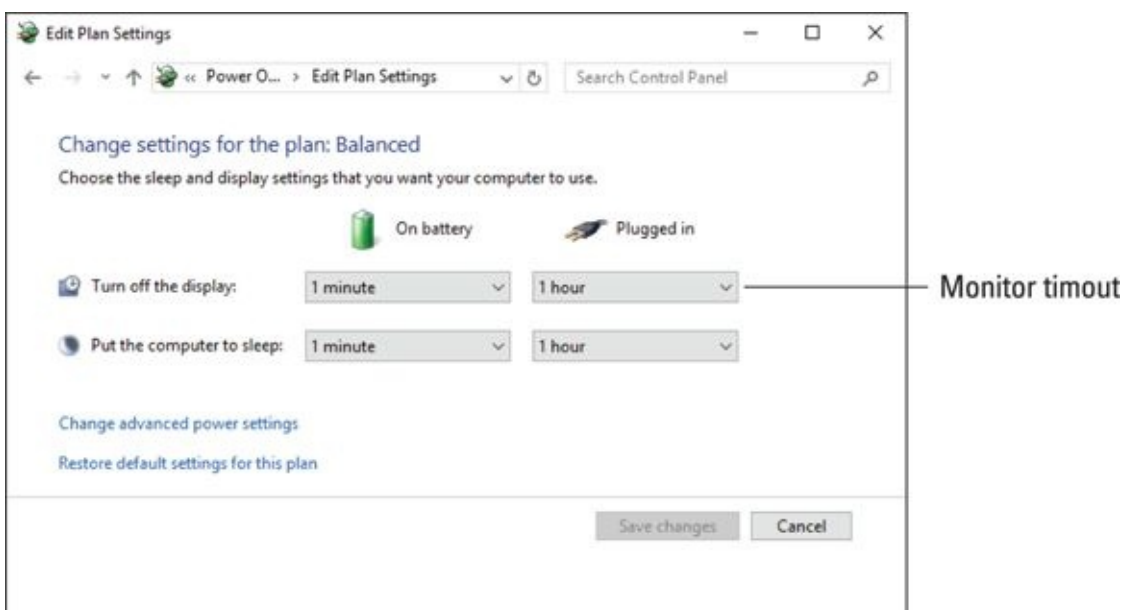 Edit Plan Settings
« Power O... > Edit Plan Settings Search Control Panel
Change settings for the plan: Balanced
Choose the sleep and display settings that you want your computer to use.
On battery Plugged in
Turn off the display: 1 minute 1 hour Monitor timout
Put the computer to sleep: 1 minute 1 hour
Change advanced power settings
Restore default settings for this plan
Save changes Cancel